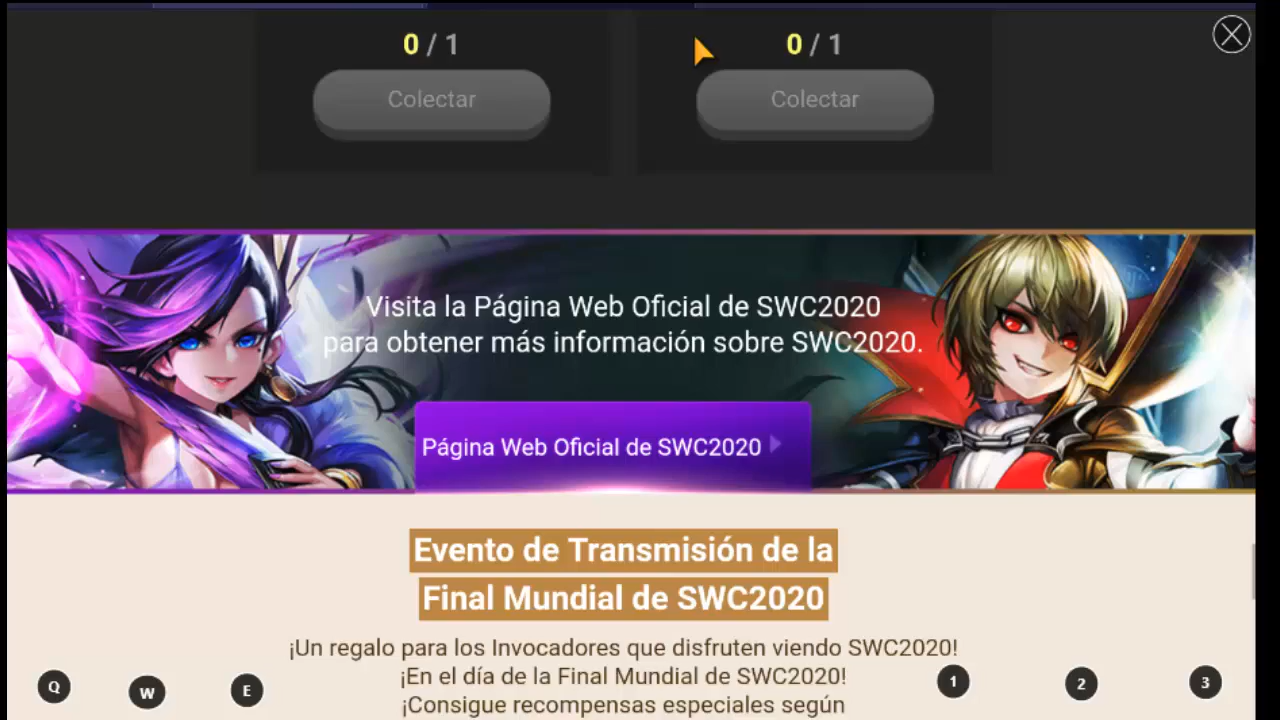 0 / 1
0 / 1
Colectar
Colectar
Visita la Página Web Oficial de SWC2020
para obtener más información sobre SWC2020.
Página Web Oficial de SWC2020
Evento de Transmisión de la
Final Mundial de SWC2020
¡Un regalo para los Invocadores que disfruten viendo SWC2020!
¡En el día de la Final Mundial de SWC2020!
¡Consigue recompensas especiales según
Q
W
E
1
2
3